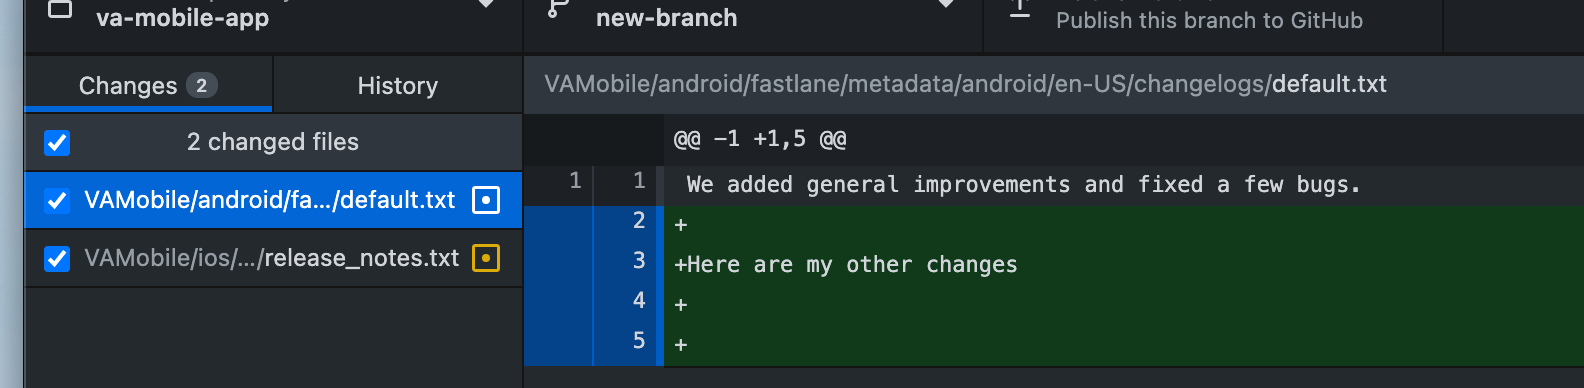 va-mobile-app
new-branch
Publish this branch to GitHub
Changes 2
History
VAMobile/android/fastlane/metadata/android/en-US/changelogs/default.txt
2 changed files
@@ -1 +1,5 @@
VAMobile/android/fa.../default.txt
1 1 We added general improvements and fixed a few bugs.
2 +
VAMobile/ios/.../release_notes.txt
3 +Here are my other changes
4 +
5 +